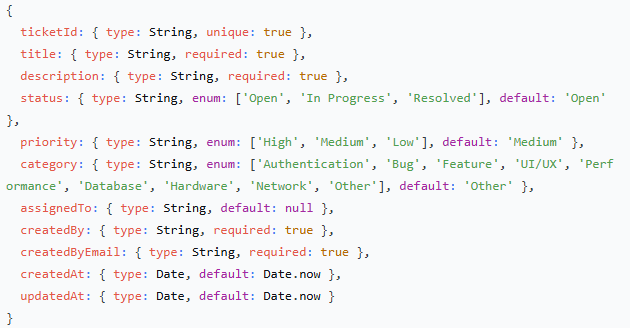 {
  ticketId: { type: String, unique: true },
  title: { type: String, required: true },
  description: { type: String, required: true },
  status: { type: String, enum: ['Open', 'In Progress', 'Resolved'], default: 'Open'
},
  priority: { type: String, enum: ['High', 'Medium', 'Low'], default: 'Medium' },
  category: { type: String, enum: ['Authentication', 'Bug', 'Feature', 'UI/UX', 'Perf
ormance', 'Database', 'Hardware', 'Network', 'Other'], default: 'Other' },
  assignedTo: { type: String, default: null },
  createdBy: { type: String, required: true },
  createdByEmail: { type: String, required: true },
  createdAt: { type: Date, default: Date.now },
  updatedAt: { type: Date, default: Date.now }
}